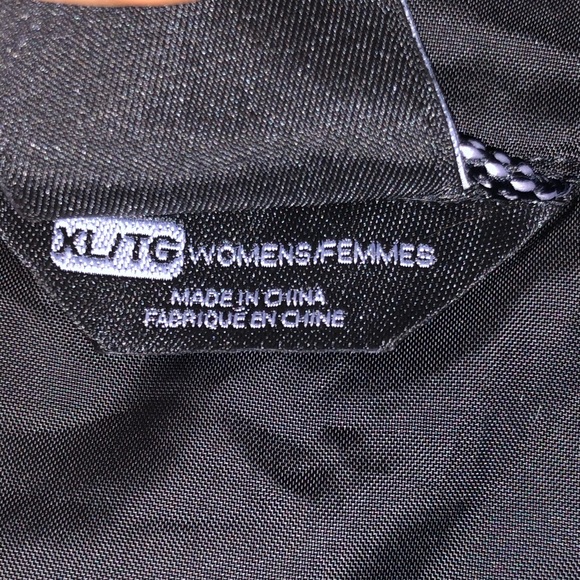 XL/TG WOMENS/FEMMES
MADE IN CHINA
FABRIQUÉ EN CHINE